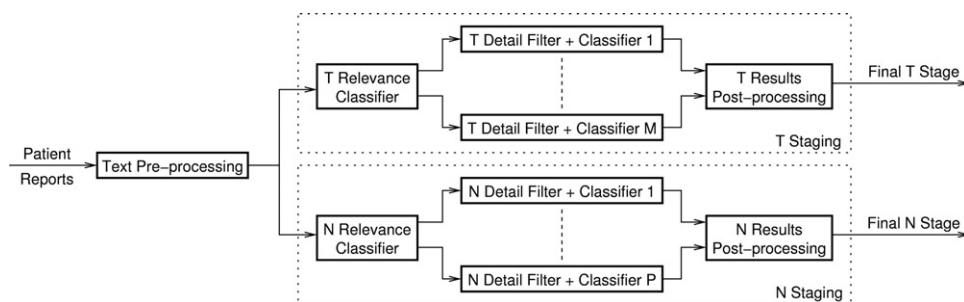 Patient
Reports
Text Pre-processing
T Relevance
Classifier
T Detail Filter + Classifier 1
T Detail Filter + Classifier M
T Results
Post-processing
Final T Stage
T Staging
N Relevance
Classifier
N Detail Filter + Classifier 1
N Detail Filter + Classifier P
N Results
Post-processing
Final N Stage
N Staging